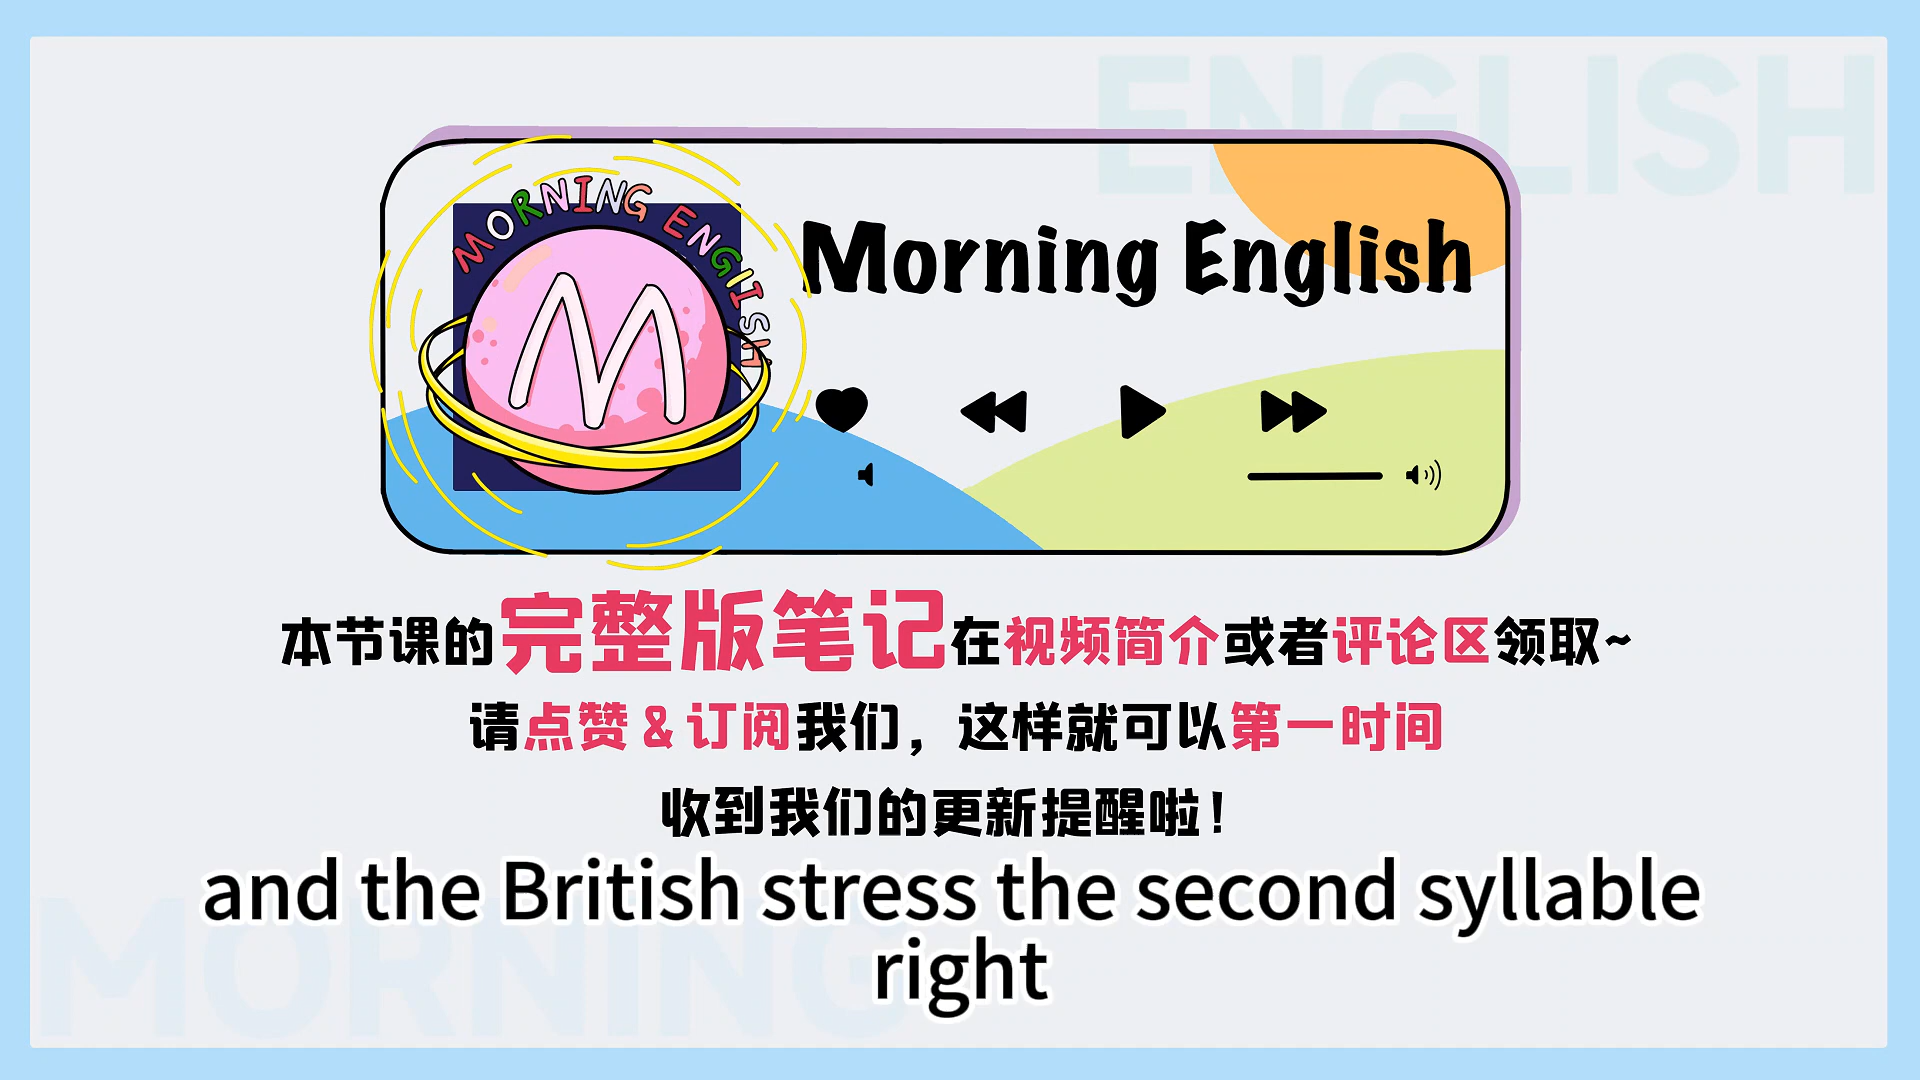 ENGLISH
MORNING ENGLISH
M
Morning English
本节课的完整版笔记在视频简介或者评论区领取~
请点赞&订阅我们，这样就可以第一时间
收到我们的更新提醒啦！
and the British stress the second syllable
right
MORNING